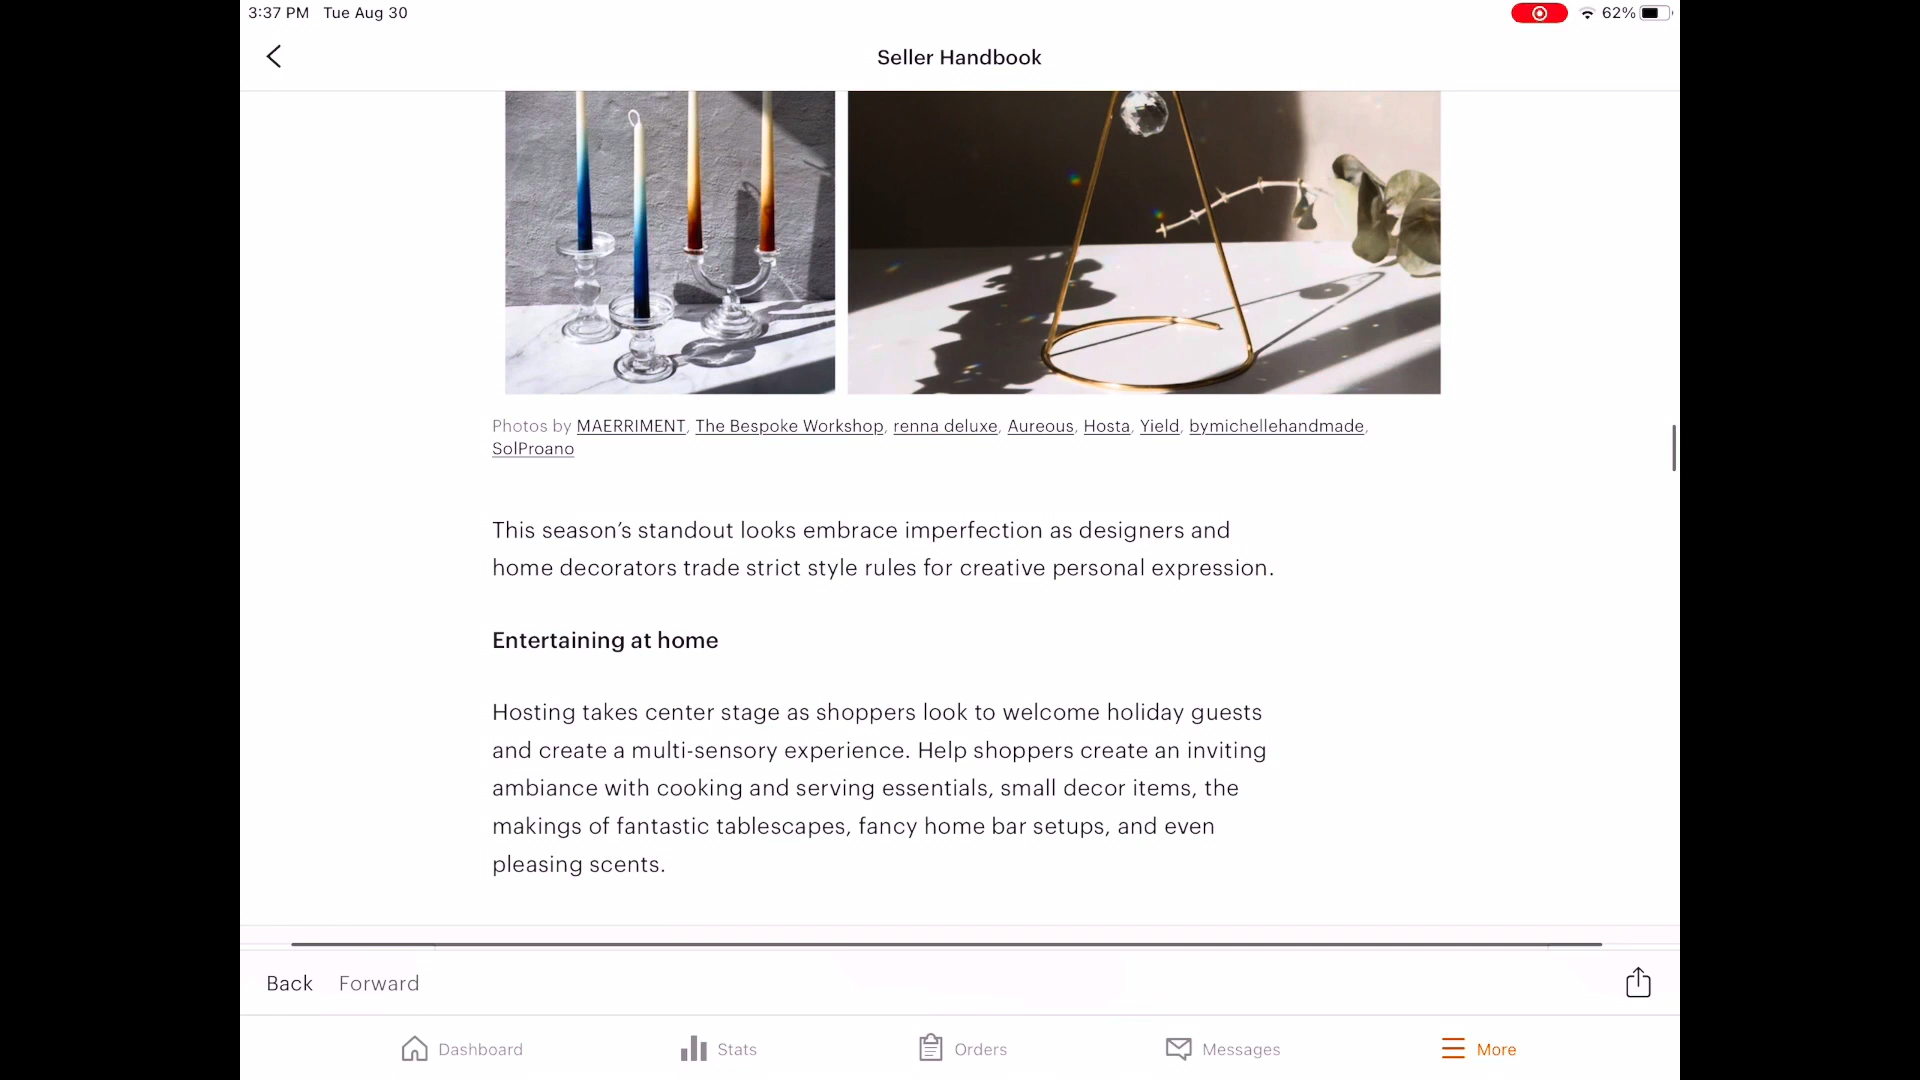 3:37 PM Tue Aug 30
62%
Seller Handbook
Photos by MAERRIMENT, The Bespoke Workshop, renna deluxe, Aureous, Hosta, Yield, bymichellehandmade,
SolProano
This season’s standout looks embrace imperfection as designers and
home decorators trade strict style rules for creative personal expression.
Entertaining at home
Hosting takes center stage as shoppers look to welcome holiday guests
and create a multi-sensory experience. Help shoppers create an inviting
ambiance with cooking and serving essentials, small decor items, the
makings of fantastic tablescapes, fancy home bar setups, and even
pleasing scents.
Back Forward
Dashboard Stats Orders Messages More